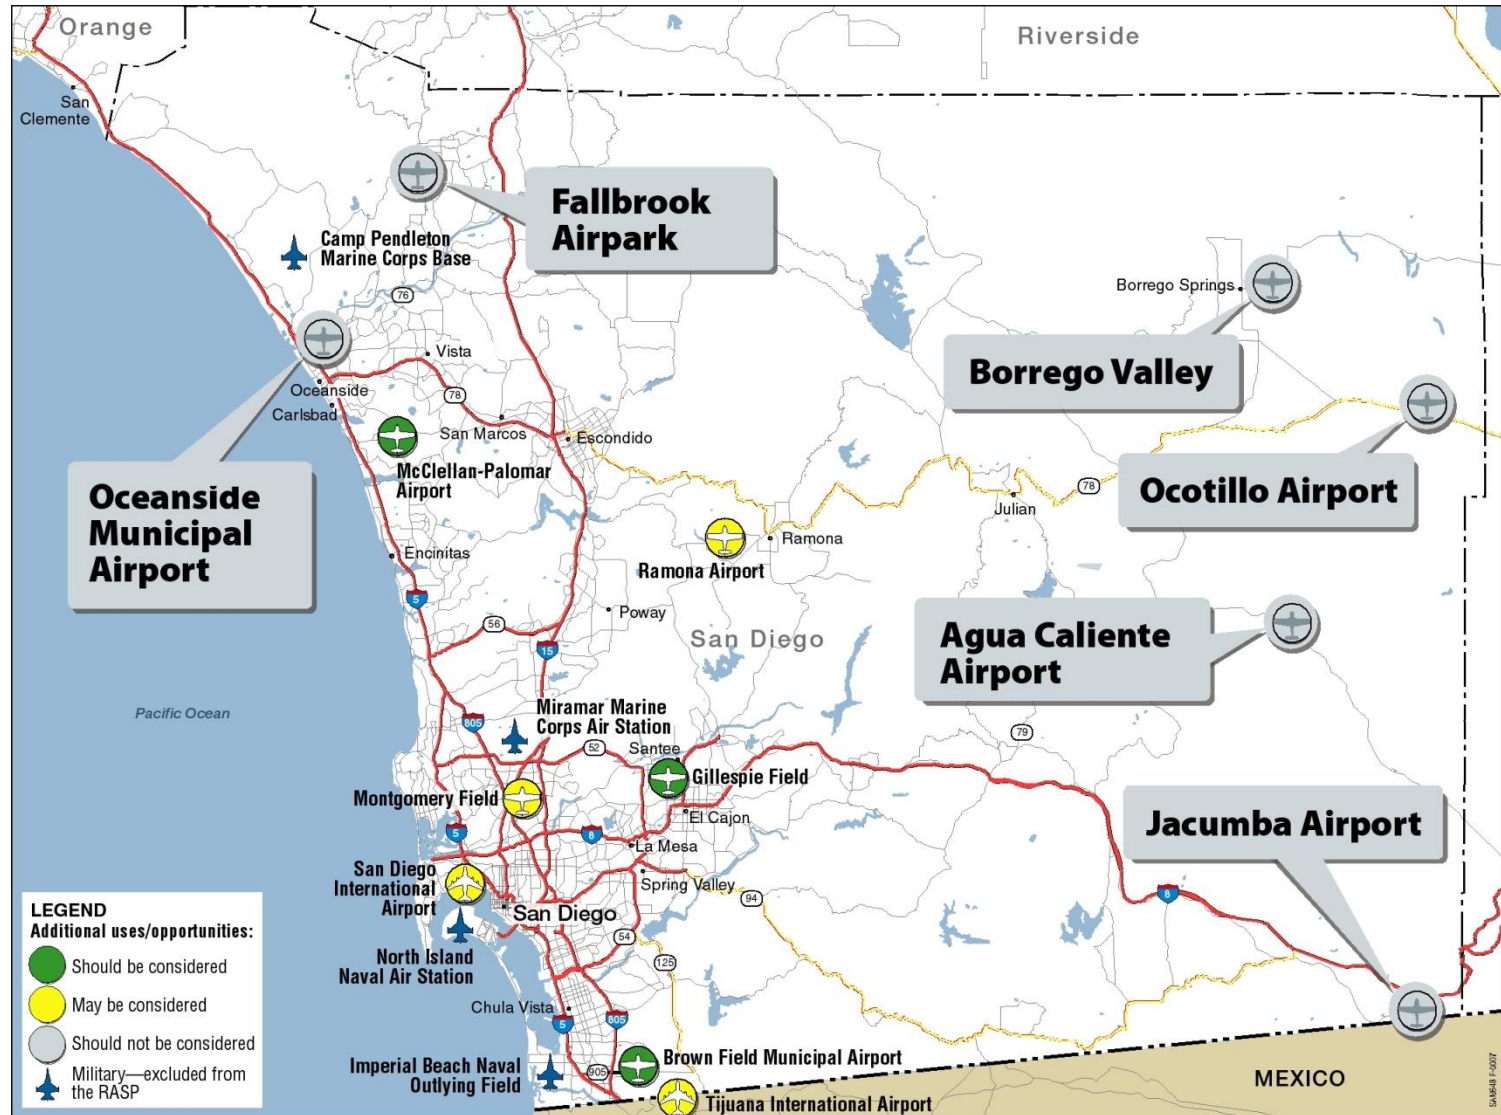 Orange
Riverside
San
Clemente
Fallbrook
Airpark
Camp Pendleton
Marine Corps Base
76
Borrego Springs
Vista
Borrego Valley
Oceanside
Carlsbad
78
San Marcos
Escondido
McClellan-Palomar
Airport
Oceanside
Municipal
Airport
Ocotillo Airport
78
Julian
Ramona
Ramona Airport
Encinitas
5
56
Poway
15
San Diego
Agua Caliente
Airport
Pacific Ocean
805
Miramar Marine
Corps Air Station
52
Santee
79
Gillespie Field
Montgomery Field
El Cajon
5
8
La Mesa
Jacumba Airport
San Diego
International
Airport
Spring Valley
94
8
San Diego
54
125
North Island
Naval Air Station
Chula Vista
5
805
Imperial Beach Naval
Outlying Field
905
Brown Field Municipal Airport
Tijuana International Airport
MEXICO
LEGEND
Additional uses/opportunities:
Should be considered
May be considered
Should not be considered
Military—excluded from
the RASP